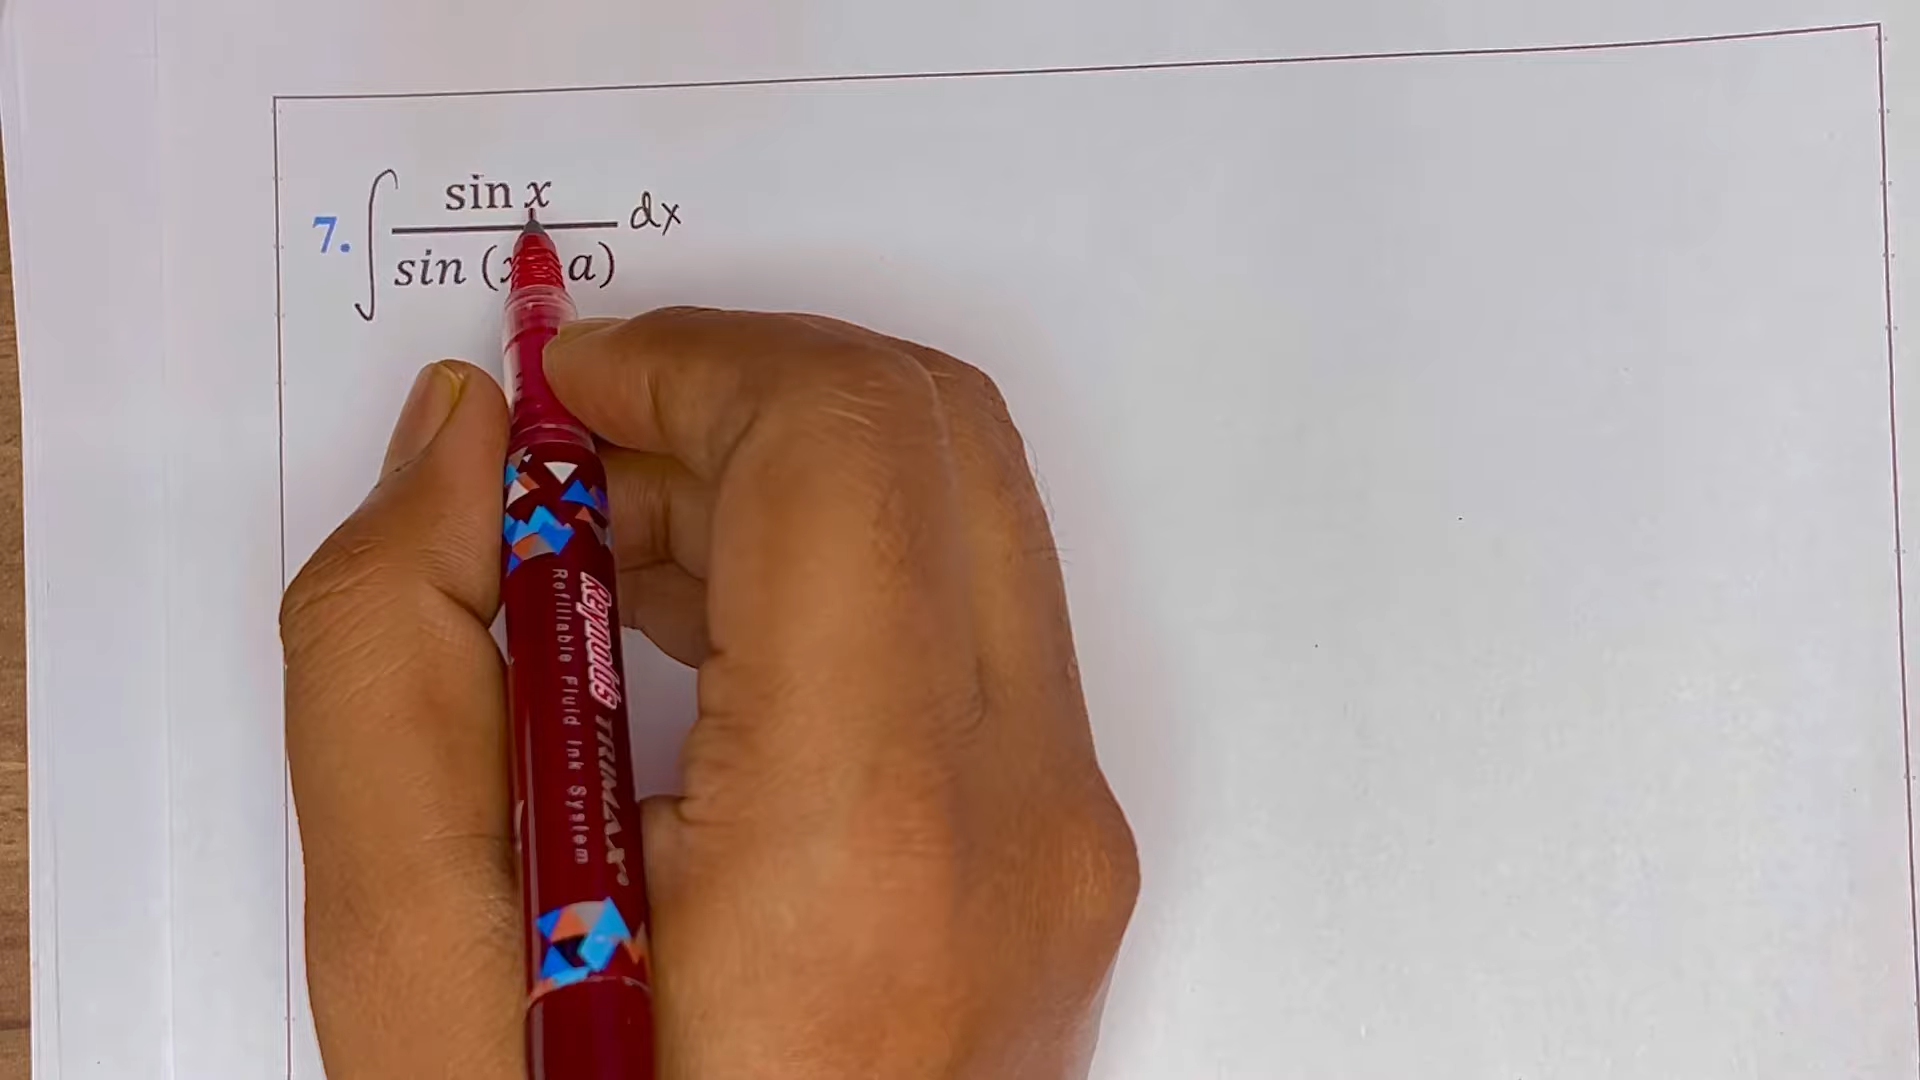 7. ∫ sin x / sin (x a) dx
Reynolds TRIMAX
Refillable Fluid Ink System